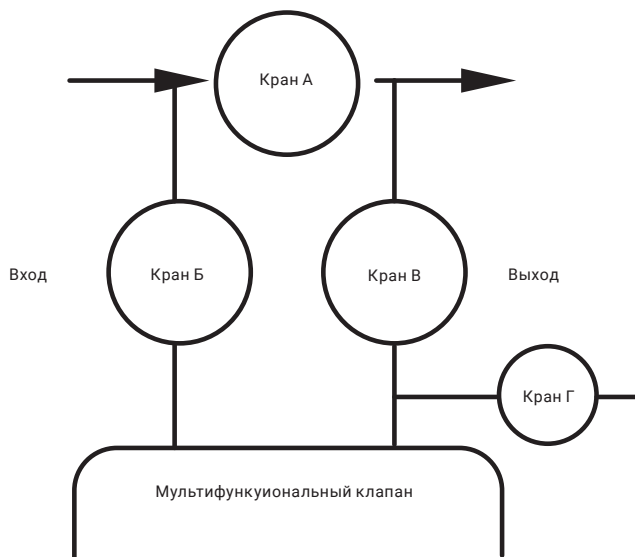 Кран А
Кран Б
Кран В
Вход
Выход
Кран Г
Мультифункуиональный клапан